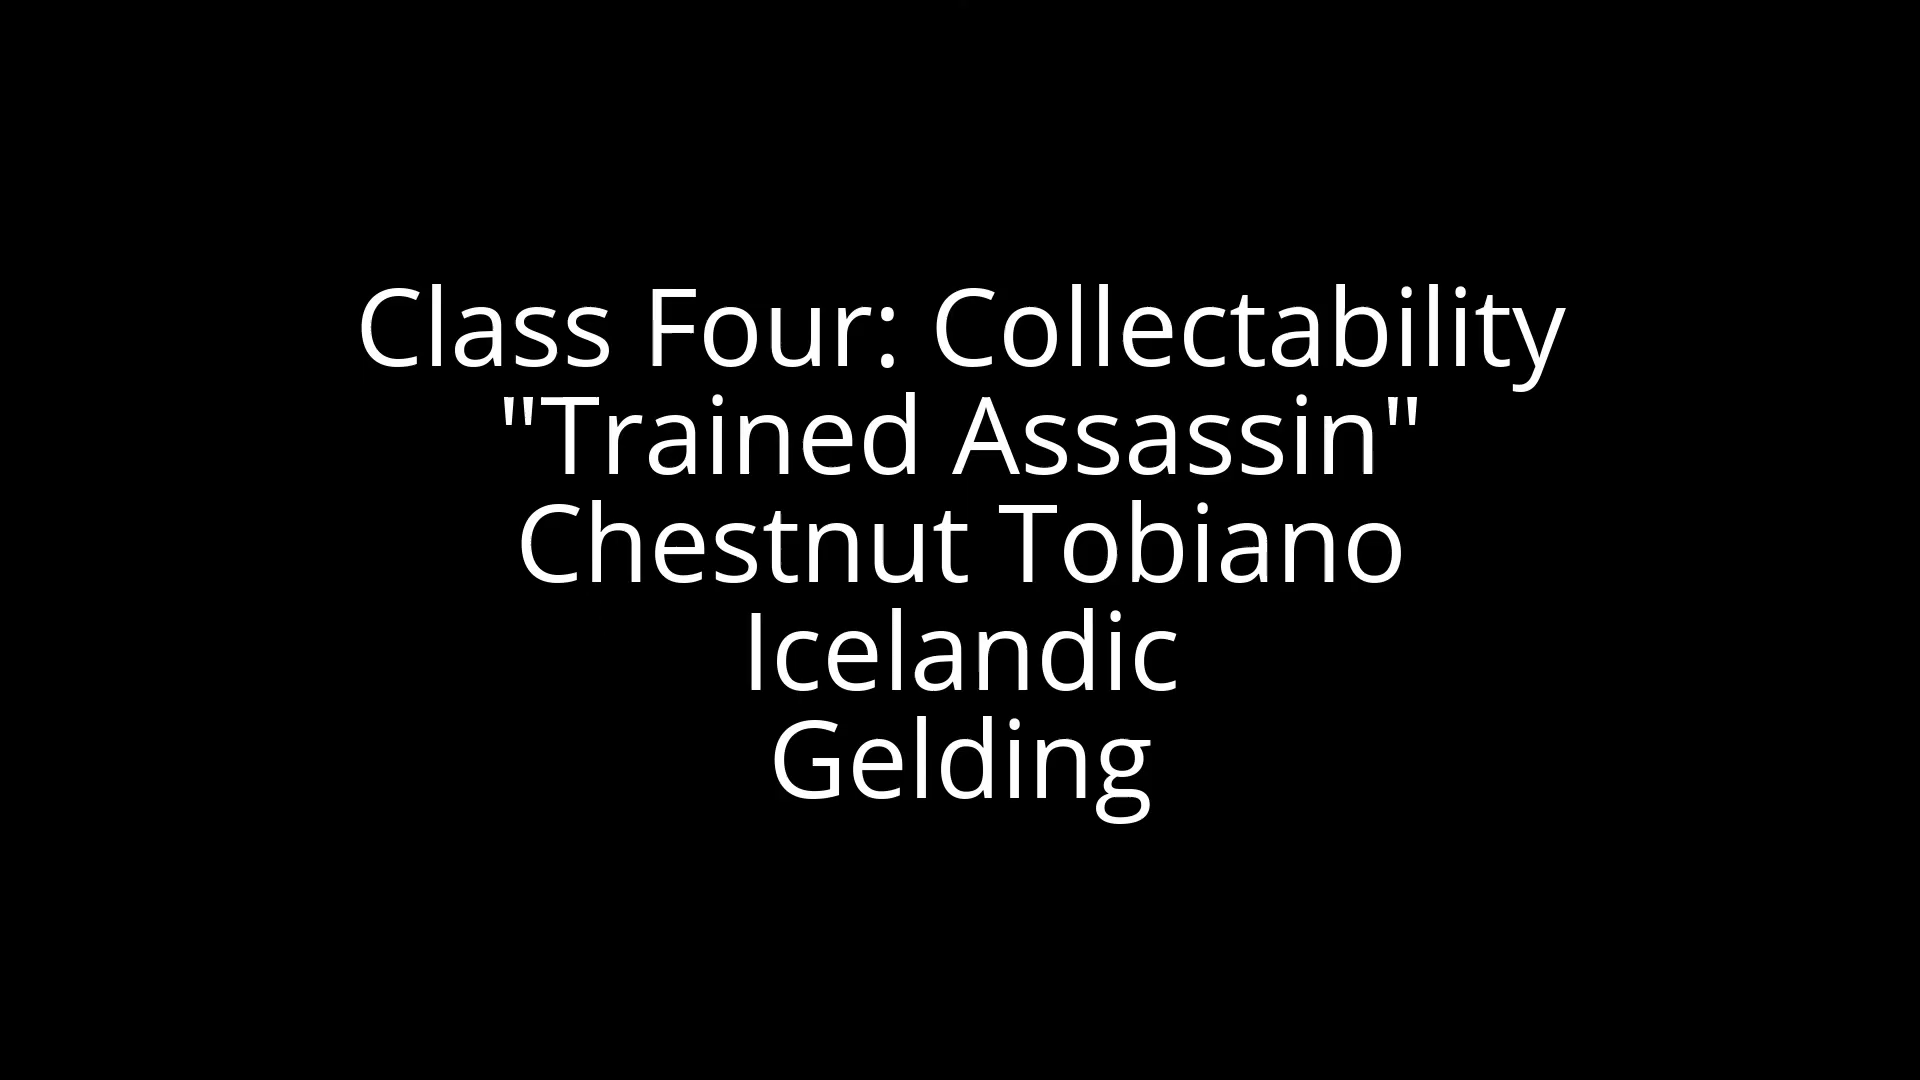 Class Four: Collectability
"Trained Assassin"
Chestnut Tobiano
Icelandic
Gelding